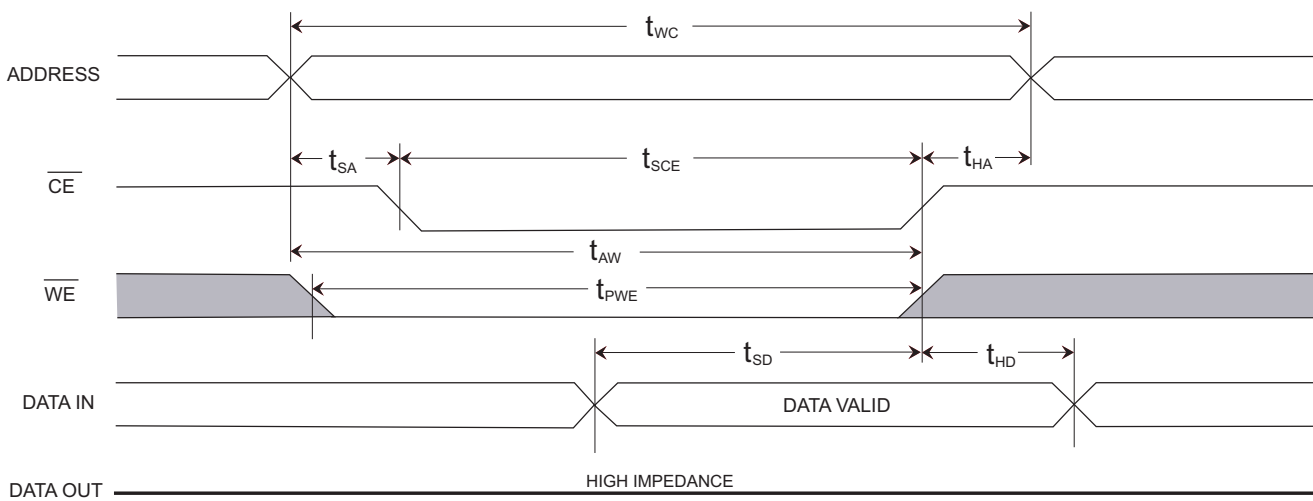 tWC
ADDRESS
tSA tSCE tHA
CE
tAW
WE
tPWE
tSD tHD
DATA IN DATA VALID
HIGH IMPEDANCE
DATA OUT